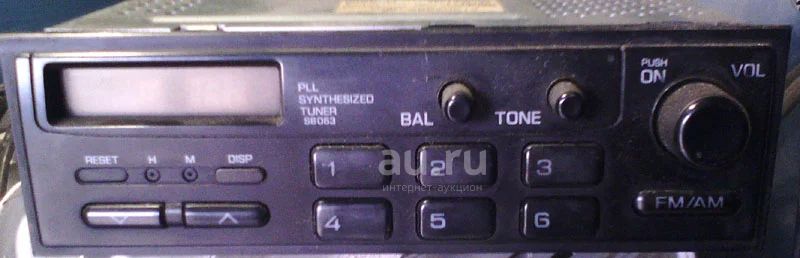 PLL
SYNTHESIZED
TUNER
S6063
BAL
TONE
PUSH
ON
VOL
RESET
H
M
DISP
1
2
3
au.ru
интернет-аукцион
4
5
6
FM/AM